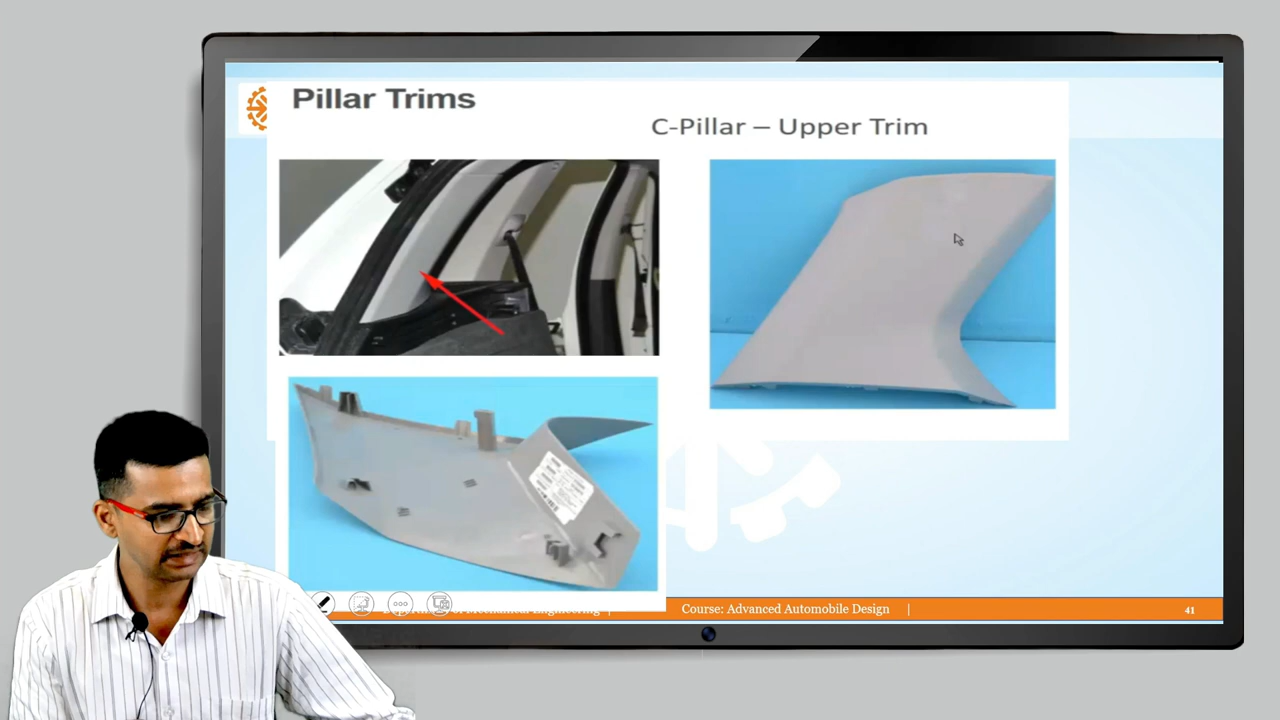 Pillar Trims
C-Pillar – Upper Trim
Course: Advanced Automobile Design |
41